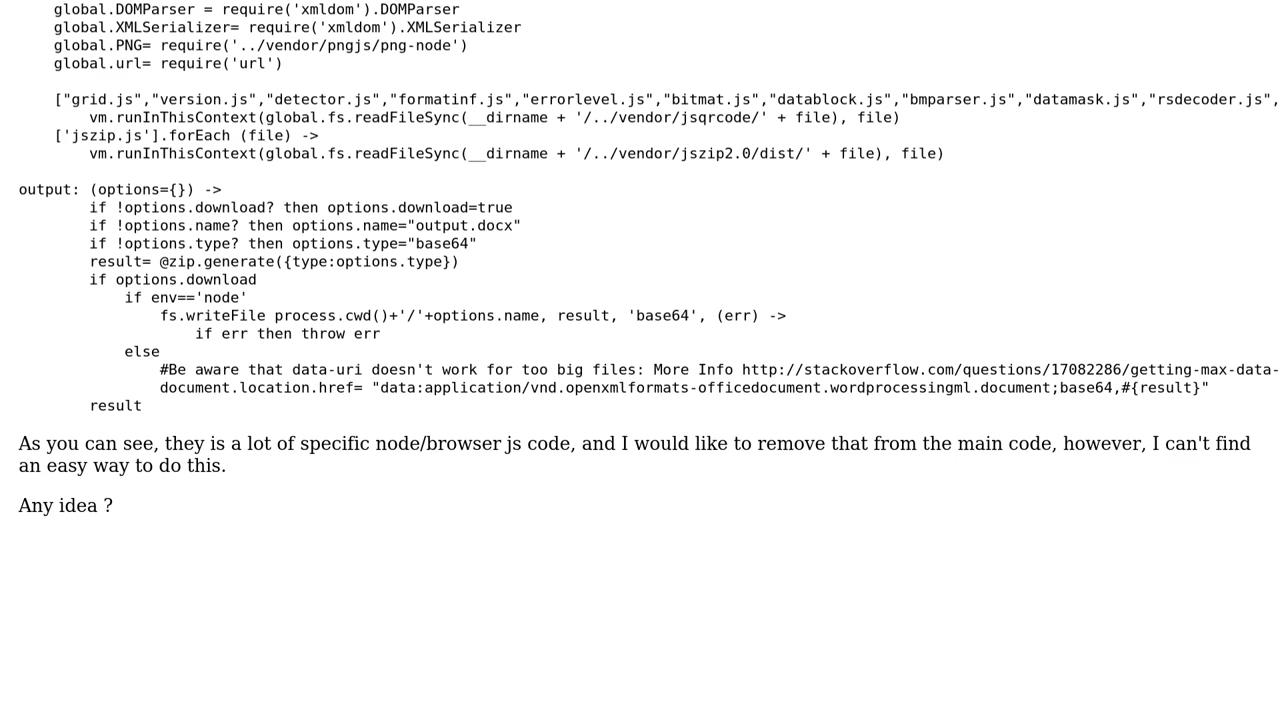 global.DOMParser = require('xmldom').DOMParser
global.XMLSerializer= require('xmldom').XMLSerializer
global.PNG= require('../vendor/pngjs/png-node')
global.url= require('url')
["grid.js","version.js","detector.js","formatinf.js","errorlevel.js","bitmat.js","datablock.js","bmparser.js","datamask.js","rsdecoder.js",
vm.runInThisContext(global.fs.readFileSync(__dirname + '/../vendor/jsqrcode/' + file), file)
['jszip.js'].forEach (file) ->
vm.runInThisContext(global.fs.readFileSync(__dirname + '/../vendor/jszip2.0/dist/' + file), file)
output: (options={}) ->
if !options.download? then options.download=true
if !options.name? then options.name="output.docx"
if !options.type? then options.type="base64"
result= @zip.generate({type:options.type})
if options.download
if env=='node'
fs.writeFile process.cwd()+'/'+options.name, result, 'base64', (err) ->
if err then throw err
else
#Be aware that data-uri doesn't work for too big files: More Info http://stackoverflow.com/questions/17082286/getting-max-data-
document.location.href= "data:application/vnd.openxmlformats-officedocument.wordprocessingml.document;base64,#{result}"
result
As you can see, they is a lot of specific node/browser js code, and I would like to remove that from the main code, however, I can't find
an easy way to do this.
Any idea ?